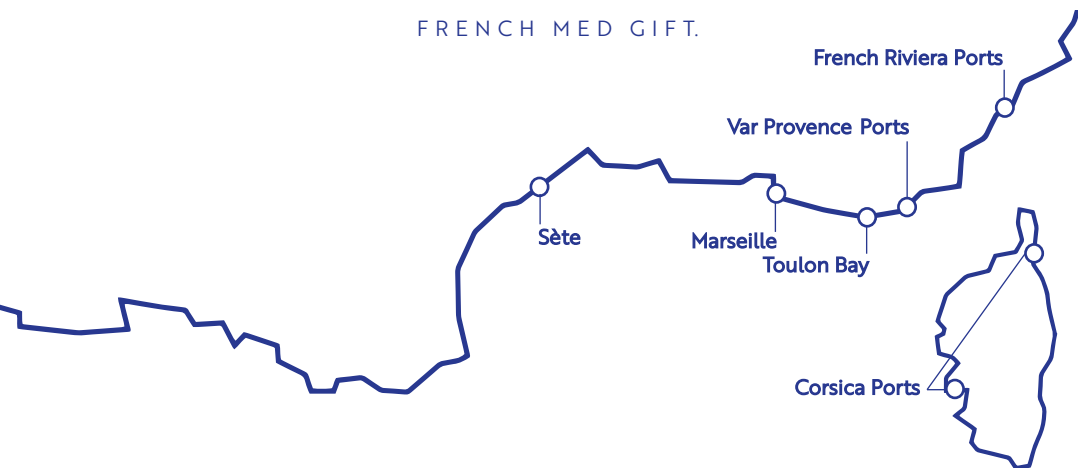 FRENCH MED GIFT.
French Riviera Ports
Var Provence Ports
Sète
Marseille
Toulon Bay
Corsica Ports